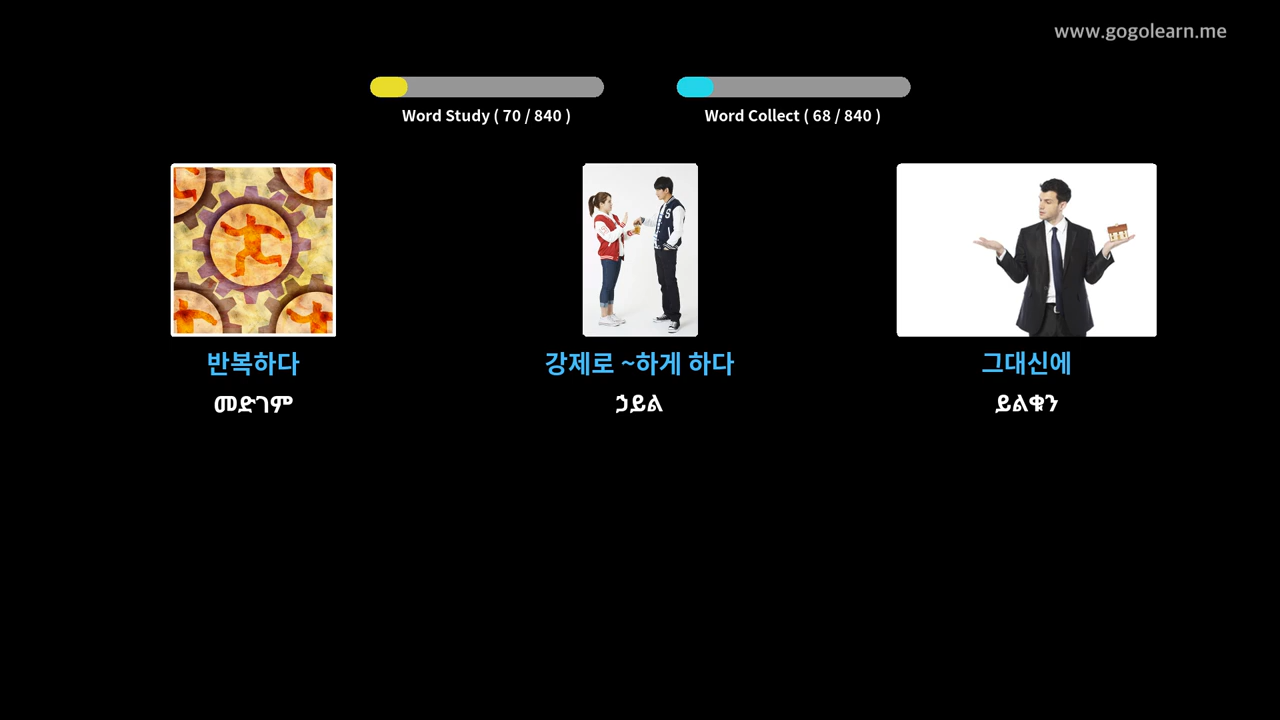 www.gogolearn.me
Word Study ( 70 / 840 )
Word Collect ( 68 / 840 )
반복하다
강제로 ~하게 하다
그대신에
መድገም
ኃይል
ይልቁን